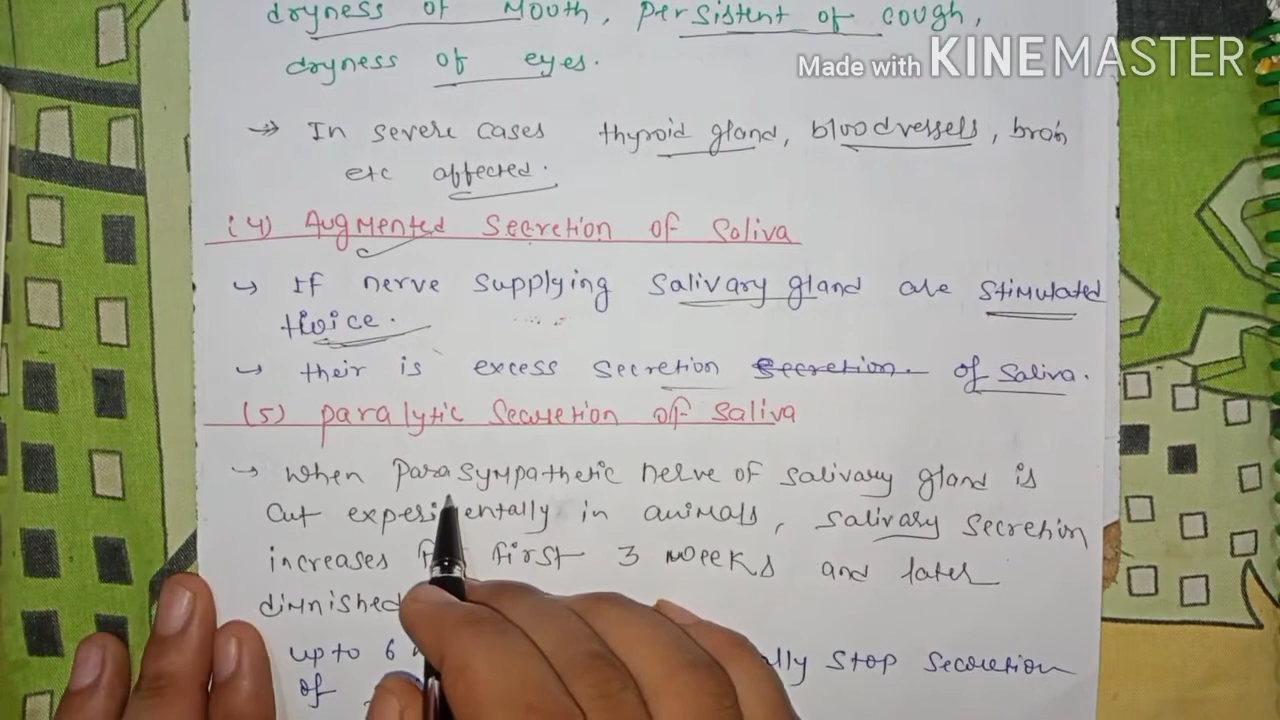 dryness of Mouth, Persistent of cough,
Made with KINEMASTER
dryness of eyes.
In severe cases thyroid gland, bloodvessels, brain
etc affected.
(4) Augmented Secretion of Saliva
If nerve supplying Salivary gland are Stimulated
twice.
their is excess secretion secretion of Saliva.
(5) Paralytic Secretion of Saliva
When Parasympathetic nerve of salivary gland is
cut experimentally in animals, salivary secretion
increases first 3 weeks and later
diminished
up to 6 Stop secretion
of